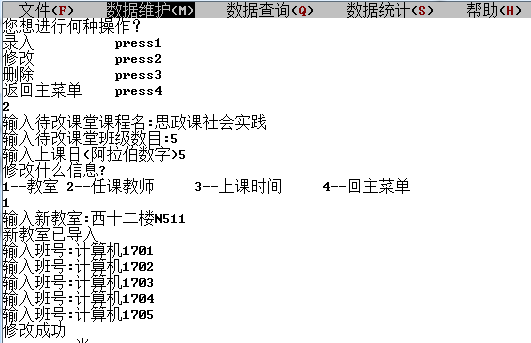 文件(F) 数据维护(M) 数据查询(Q) 数据统计(S) 帮助(H)
您想进行何种操作？
录入 press1
修改 press2
删除 press3
返回主菜单 press4
2
输入待改课堂课程名:思政课社会实践
输入待改课堂班级数目:5
输入上课日(阿拉伯数字)5
修改什么信息?
1--教室 2--任课教师 3--上课时间 4--回主菜单
1
输入新教室:西十二楼N511
新教室已导入
输入班号:计算机1701
输入班号:计算机1702
输入班号:计算机1703
输入班号:计算机1704
输入班号:计算机1705
修改成功